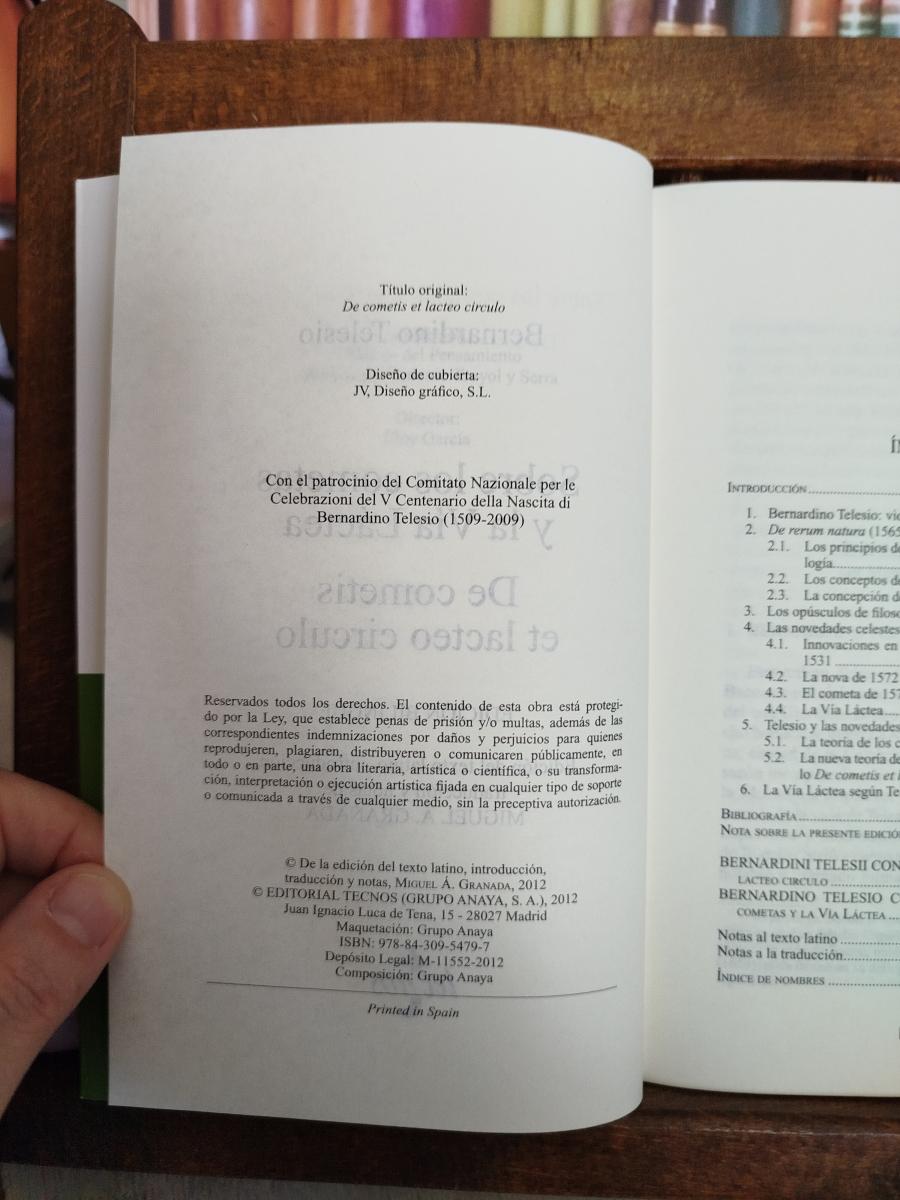 Título original:
De cometis et lacteo circulo
Diseño de cubierta:
JV, Diseño gráfico, S.L.
Con el patrocinio del Comitato Nazionale per le
Celebrazioni del V Centenario della Nascita di
Bernardino Telesio (1509-2009)
Reservados todos los derechos. El contenido de esta obra está protegi-
do por la Ley, que establece penas de prisión y/o multas, además de las
correspondientes indemnizaciones por daños y perjuicios para quienes
reprodujeren, plagiaren, distribuyeren o comunicaren públicamente, en
todo o en parte, una obra literaria, artística o científica, o su transforma-
ción, interpretación o ejecución artística fijada en cualquier tipo de soporte
o comunicada a través de cualquier medio, sin la preceptiva autorización.
© De la edición del texto latino, introducción,
traducción y notas, MIGUEL Á. GRANADA, 2012
© EDITORIAL TECNOS (GRUPO ANAYA, S. A.), 2012
Juan Ignacio Luca de Tena, 15 - 28027 Madrid
Maquetación: Grupo Anaya
ISBN: 978-84-309-5479-7
Depósito Legal: M-11552-2012
Composición: Grupo Anaya
Printed in Spain
INTRODUCCIÓN
1. Bernardino Telesio:
2. De rerum natura (1565
2.1. Los principios
logía
2.2. Los conceptos
2.3. La concepción
3. Los opúsculos de
4. Las novedades celestes
4.1. Innovaciones en
1531
4.2. La nova de 1572
4.3. El cometa de
4.4. La Vía Láctea
5. Telesio y las novedades
5.1. La teoría de los
5.2. La nueva teoría de
lo De cometis et
6. La Vía Láctea según
BIBLIOGRAFÍA
NOTA SOBRE LA PRESENTE
BERNARDINI TELESII
LACTEO CIRCULO
BERNARDINO TELESIO
COMETAS Y LA VÍA LÁCTEA
Notas al texto latino
Notas a la traducción
ÍNDICE DE NOMBRES